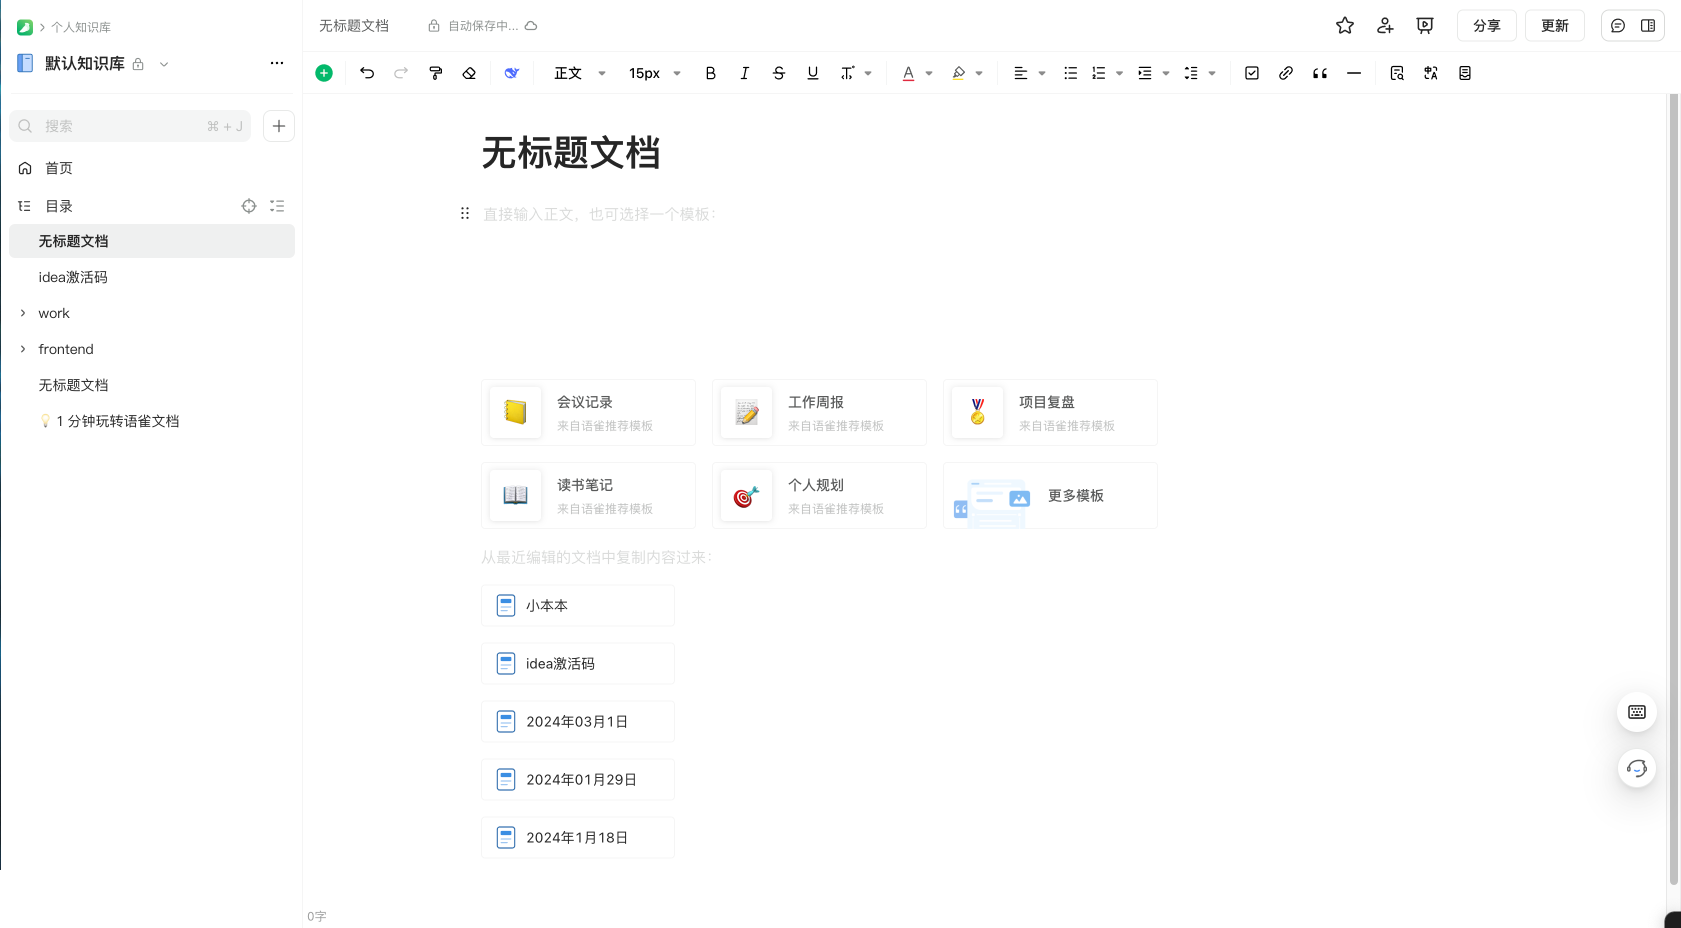 个人知识库
默认知识库
搜索 ⌘ + J
首页
目录
无标题文档
idea激活码
work
frontend
无标题文档
1 分钟玩转语雀文档
无标题文档 自动保存中... 分享 更新
正文 15px B I S U A
无标题文档
直接输入正文，也可选择一个模板：
会议记录 工作周报 项目复盘
来自语雀推荐模板 来自语雀推荐模板 来自语雀推荐模板
读书笔记 个人规划 更多模板
来自语雀推荐模板 来自语雀推荐模板
从最近编辑的文档中复制内容过来：
小本本
idea激活码
2024年03月1日
2024年01月29日
2024年1月18日
0字